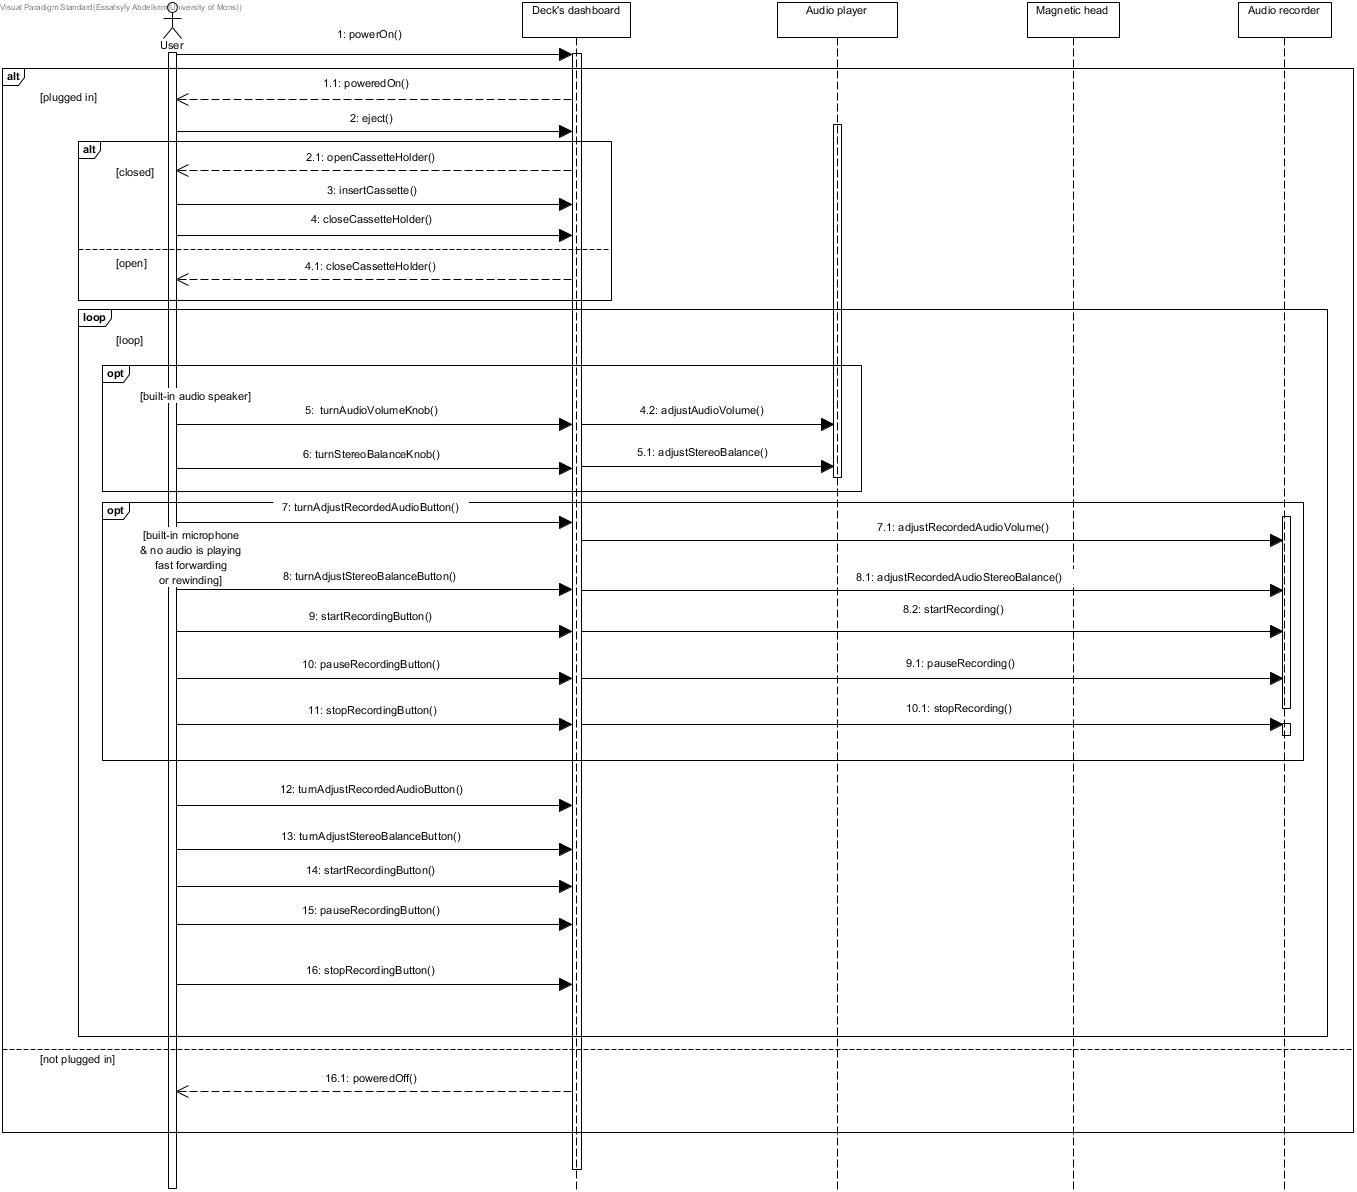 Visual Paradigm Standard(Essafsyfy Abdelkrim(University of Mons))
User
Deck's dashboard
Audio player
Magnetic head
Audio recorder
1: powerOn()
alt
[plugged in]
1.1: poweredOn()
2: eject()
alt
[closed]
2.1: openCassetteHolder()
3: insertCassette()
4: closeCassetteHolder()
[open]
4.1: closeCassetteHolder()
loop
[loop]
opt
[built-in audio speaker]
5:  turnAudioVolumeKnob()
4.2: adjustAudioVolume()
6: turnStereoBalanceKnob()
5.1: adjustStereoBalance()
opt
7: turnAdjustRecordedAudioButton()
7.1: adjustRecordedAudioVolume()
[built-in microphone
& no audio is playing
fast forwarding
or rewinding]
8: turnAdjustStereoBalanceButton()
8.1: adjustRecordedAudioStereoBalance()
9: startRecordingButton()
8.2: startRecording()
10: pauseRecordingButton()
9.1: pauseRecording()
11: stopRecordingButton()
10.1: stopRecording()
12: turnAdjustRecordedAudioButton()
13: turnAdjustStereoBalanceButton()
14: startRecordingButton()
15: pauseRecordingButton()
16: stopRecordingButton()
[not plugged in]
16.1: poweredOff()